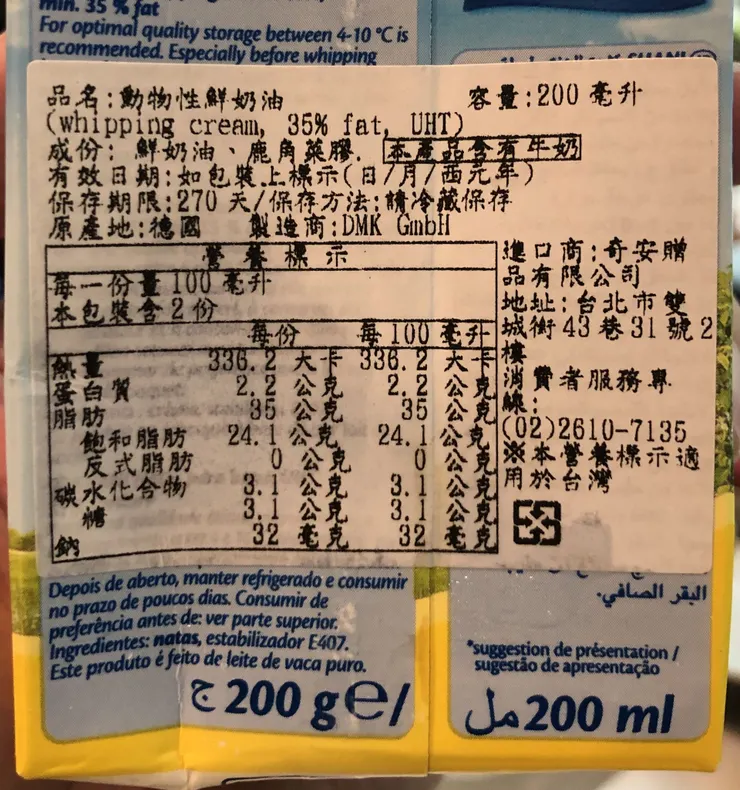 min. 35 % fat
For optimal quality storage between 4-10 °C is
recommended. Especially before whipping
品名:動物性鮮奶油 容量:200 毫升
(whipping cream, 35% fat, UHT)
成份: 鮮奶油、鹿角菜膠. 本產品含有牛奶
有效日期:如包裝上標示(日/月/西元年)
保存期限:270 天/保存方法:請冷藏保存
原產地:德國 製造商:DMK GmbH
營養標示
每一份量 100 毫升
本包裝含 2 份
每份 每 100 毫升
熱量 336.2 大卡 336.2 大卡
蛋白質 2.2 公克 2.2 公克
脂肪 35 公克 35 公克
飽和脂肪 24.1 公克 24.1 公克
反式脂肪 0 公克 0 公克
碳水化合物 3.1 公克 3.1 公克
糖 3.1 公克 3.1 公克
鈉 32 毫克 32 毫克
進口商:奇安贈
品有限公司
地址:台北市雙
城街 43 巷 31 號 2
樓
消費者服務專
線:
(02)2610-7135
※本營養標示適
用於台灣
Depois de aberto, manter refrigerado e consumir
no prazo de poucos dias. Consumir de
preferência antes de: ver parte superior.
Ingredientes: natas, estabilizador E407.
Este produto é feito de leite de vaca puro.
ج 200 g e /
البقر الصافي.
*suggestion de présentation /
sugestão de apresentação
200 ml مل